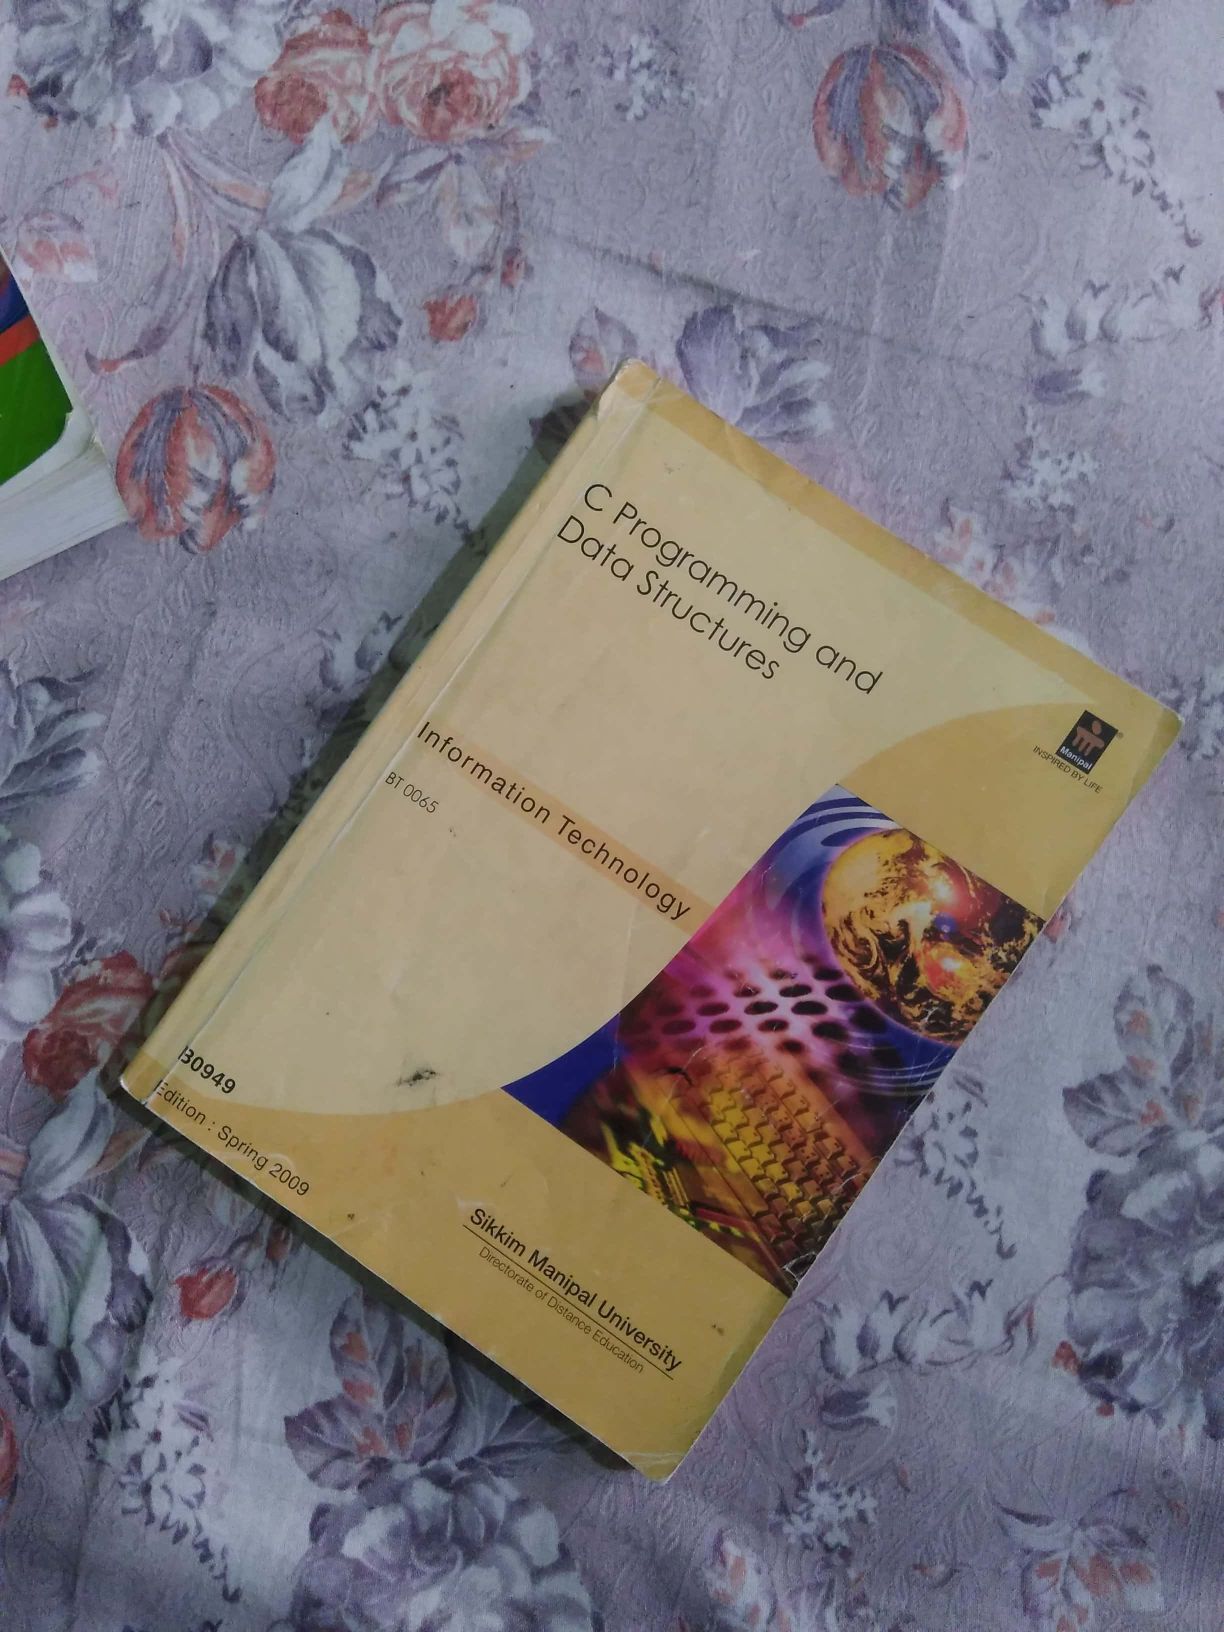 C Programming and
Data Structures
Manipal
INSPIRED BY LIFE
Information Technology
BT 0065
B0949
Edition : Spring 2009
Sikkim Manipal University
Directorate of Distance Education